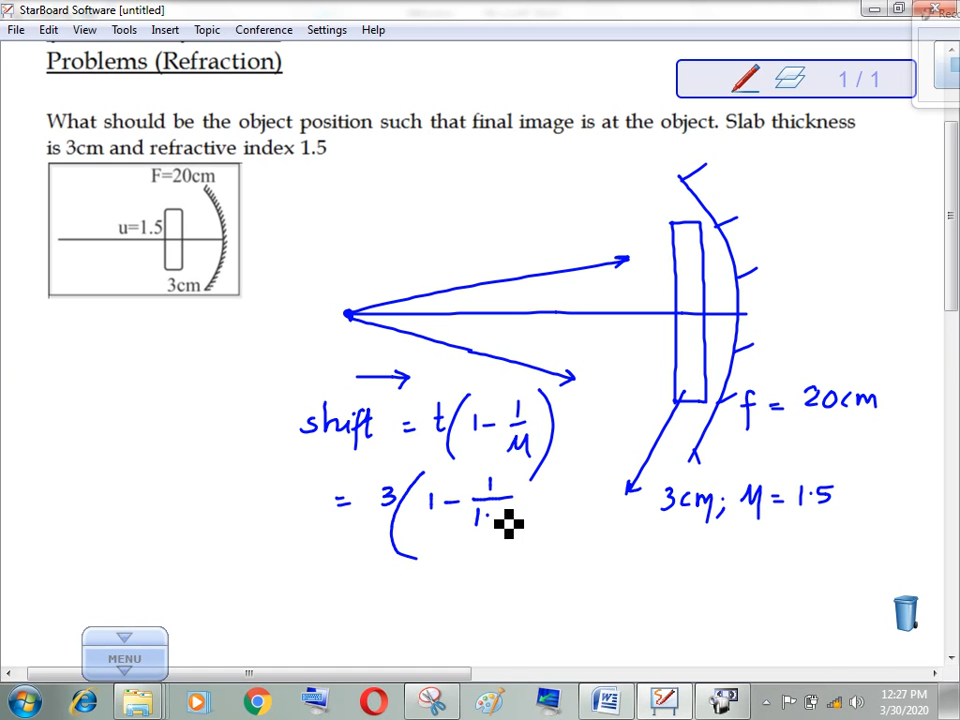 StarBoard Software [untitled]
File Edit View Tools Insert Topic Conference Settings Help
Problems (Refraction)
1 / 1
What should be the object position such that final image is at the object. Slab thickness
is 3cm and refractive index 1.5
F=20cm
u=1.5
3cm
shift = t(1 - 1/μ)
f = 20cm
= 3(1 - 1/1.
3cm; μ = 1.5
MENU
12:27 PM
3/30/2020